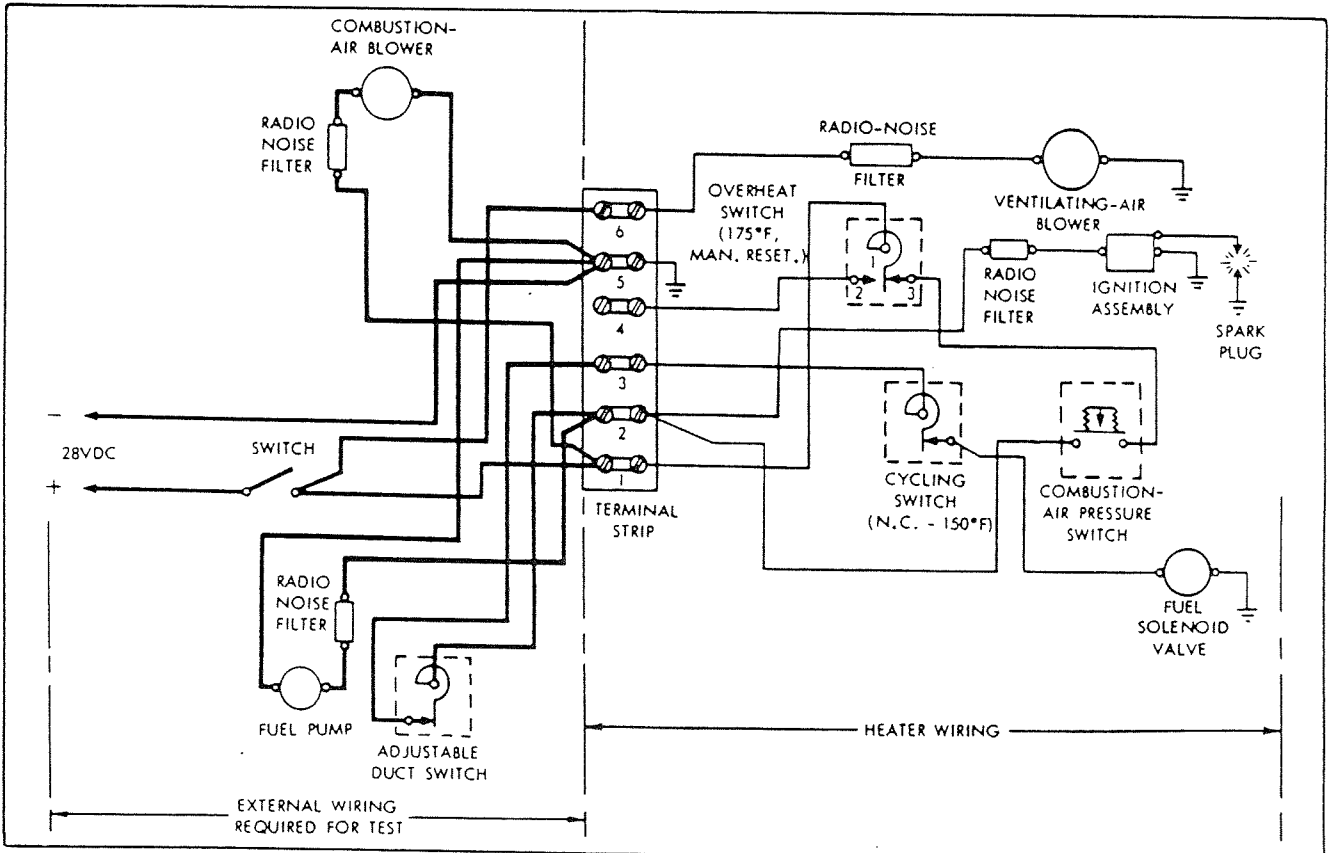 COMBUSTION-
AIR BLOWER
RADIO
NOISE
FILTER
RADIO-NOISE
FILTER
VENTILATING-AIR
BLOWER
OVERHEAT
SWITCH
(175°F,
MAN. RESET.)
1
2
3
RADIO
NOISE
FILTER
IGNITION
ASSEMBLY
SPARK
PLUG
6
5
4
3
2
1
TERMINAL
STRIP
-
28VDC
+
SWITCH
CYCLING
SWITCH
(N.C. - 150°F)
COMBUSTION-
AIR PRESSURE
SWITCH
FUEL
SOLENOID
VALVE
RADIO
NOISE
FILTER
FUEL PUMP
ADJUSTABLE
DUCT SWITCH
HEATER WIRING
EXTERNAL WIRING
REQUIRED FOR TEST